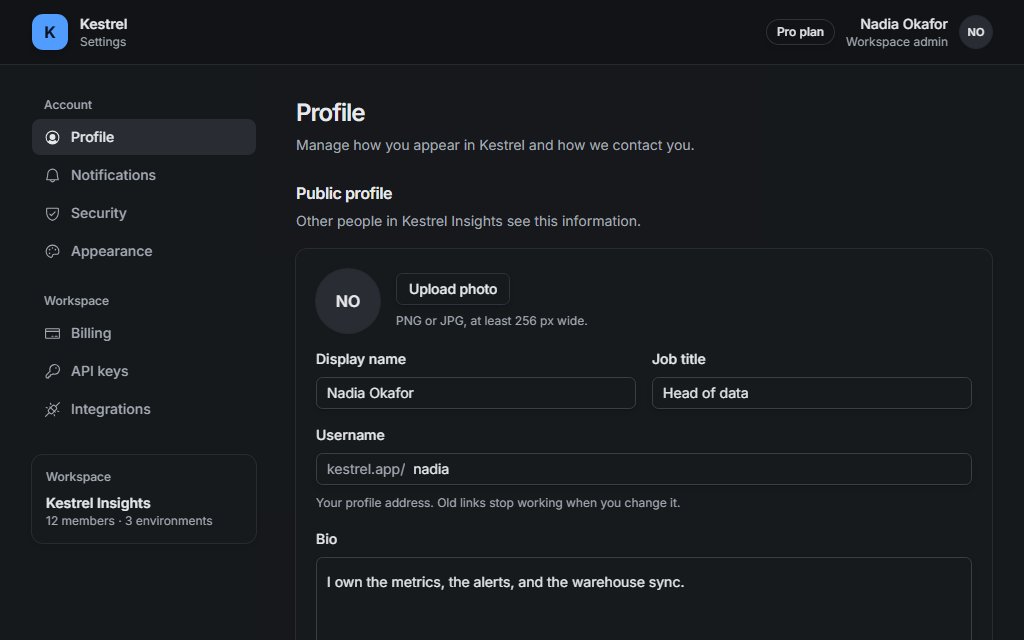 K
Kestrel
Settings
Pro plan
Nadia Okafor
Workspace admin
NO
Account
Profile
Notifications
Security
Appearance
Workspace
Billing
API keys
Integrations
Workspace
Kestrel Insights
12 members · 3 environments
Profile
Manage how you appear in Kestrel and how we contact you.
Public profile
Other people in Kestrel Insights see this information.
NO
Upload photo
PNG or JPG, at least 256 px wide.
Display name
Nadia Okafor
Job title
Head of data
Username
kestrel.app/ nadia
Your profile address. Old links stop working when you change it.
Bio
I own the metrics, the alerts, and the warehouse sync.